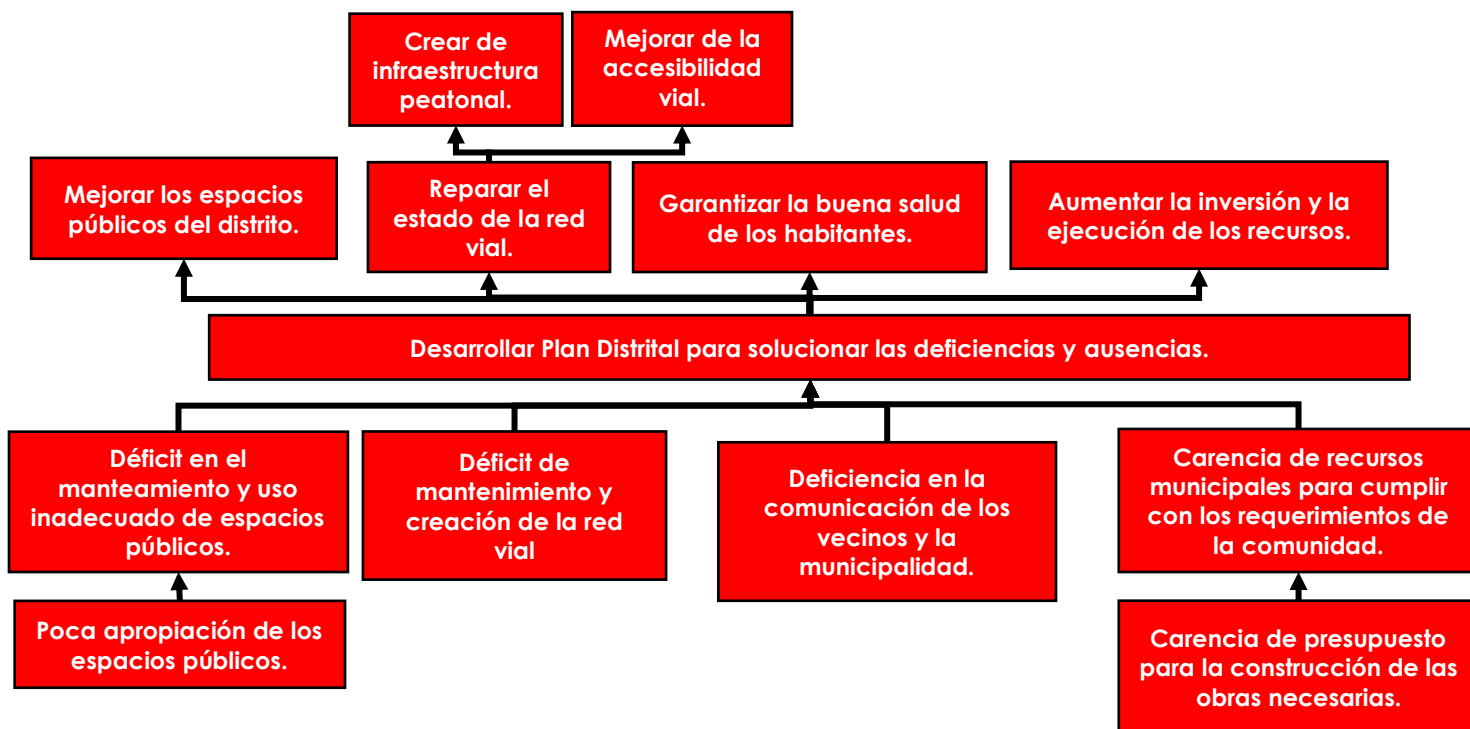 Crear de
infraestructura
peatonal.
Mejorar de la
accesibilidad
vial.
Mejorar los espacios
públicos del distrito.
Reparar el
estado de la red
vial.
Garantizar la buena salud
de los habitantes.
Aumentar la inversión y la
ejecución de los recursos.
Desarrollar Plan Distrital para solucionar las deficiencias y ausencias.
Déficit en el
manteamiento y uso
inadecuado de espacios
públicos.
Déficit de
mantenimiento y
creación de la red
vial
Deficiencia en la
comunicación de los
vecinos y la
municipalidad.
Carencia de recursos
municipales para cumplir
con los requerimientos de
la comunidad.
Poca apropiación de los
espacios públicos.
Carencia de presupuesto
para la construcción de las
obras necesarias.